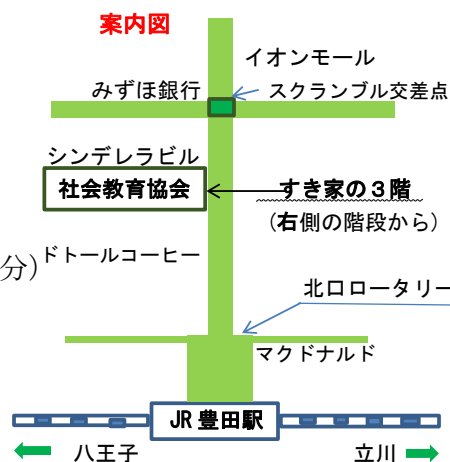 案内図
イオンモール
みずほ銀行
スクランブル交差点
シンデレラビル
社会教育協会
すき家の3階
(右側の階段から)
分)
ドトールコーヒー
北口ロータリー
マクドナルド
JR豊田駅
八王子
立川